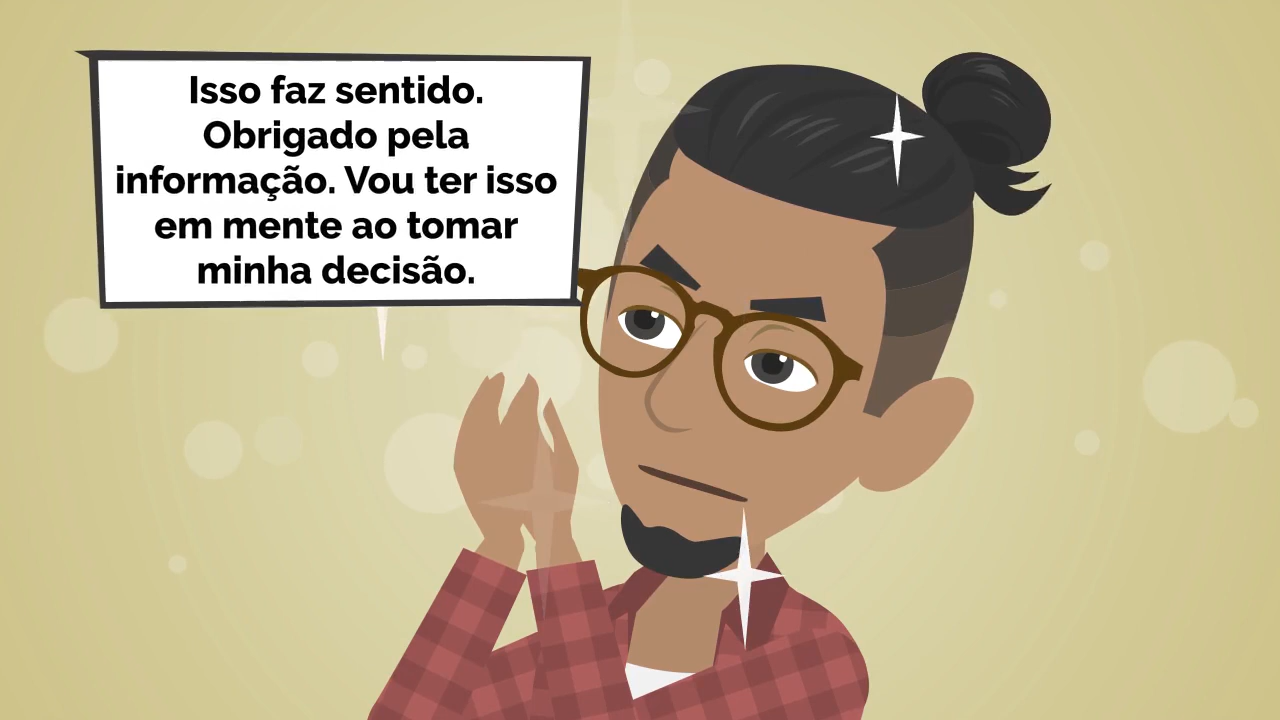 Isso faz sentido.
Obrigado pela
informação. Vou ter isso
em mente ao tomar
minha decisão.